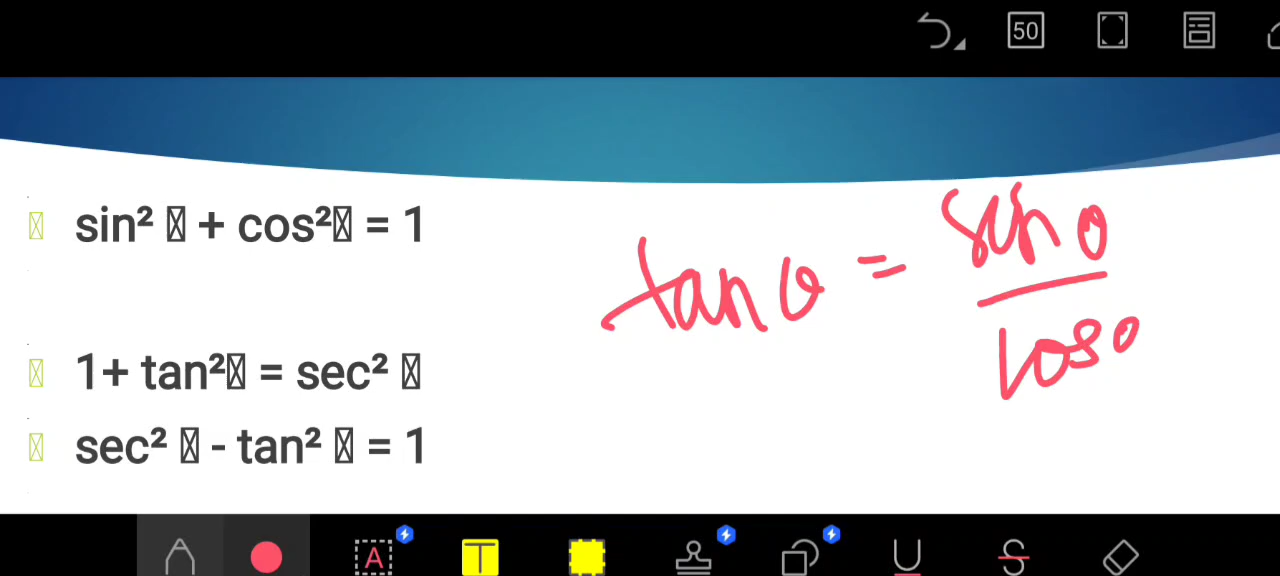 50
sin² 𝥀 + cos²𝥀 = 1
tan θ = sin θ / cos θ
1+ tan²𝥀 = sec² 𝥀
sec² 𝥀 - tan² 𝥀 = 1
A T U S